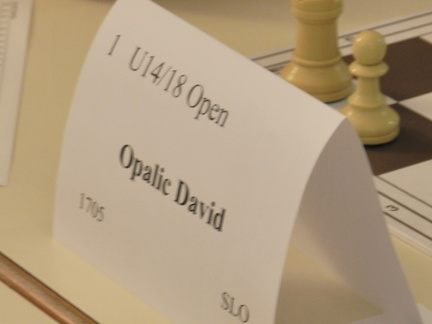 1 U14/18 Open
Opalic David
1705
SLO